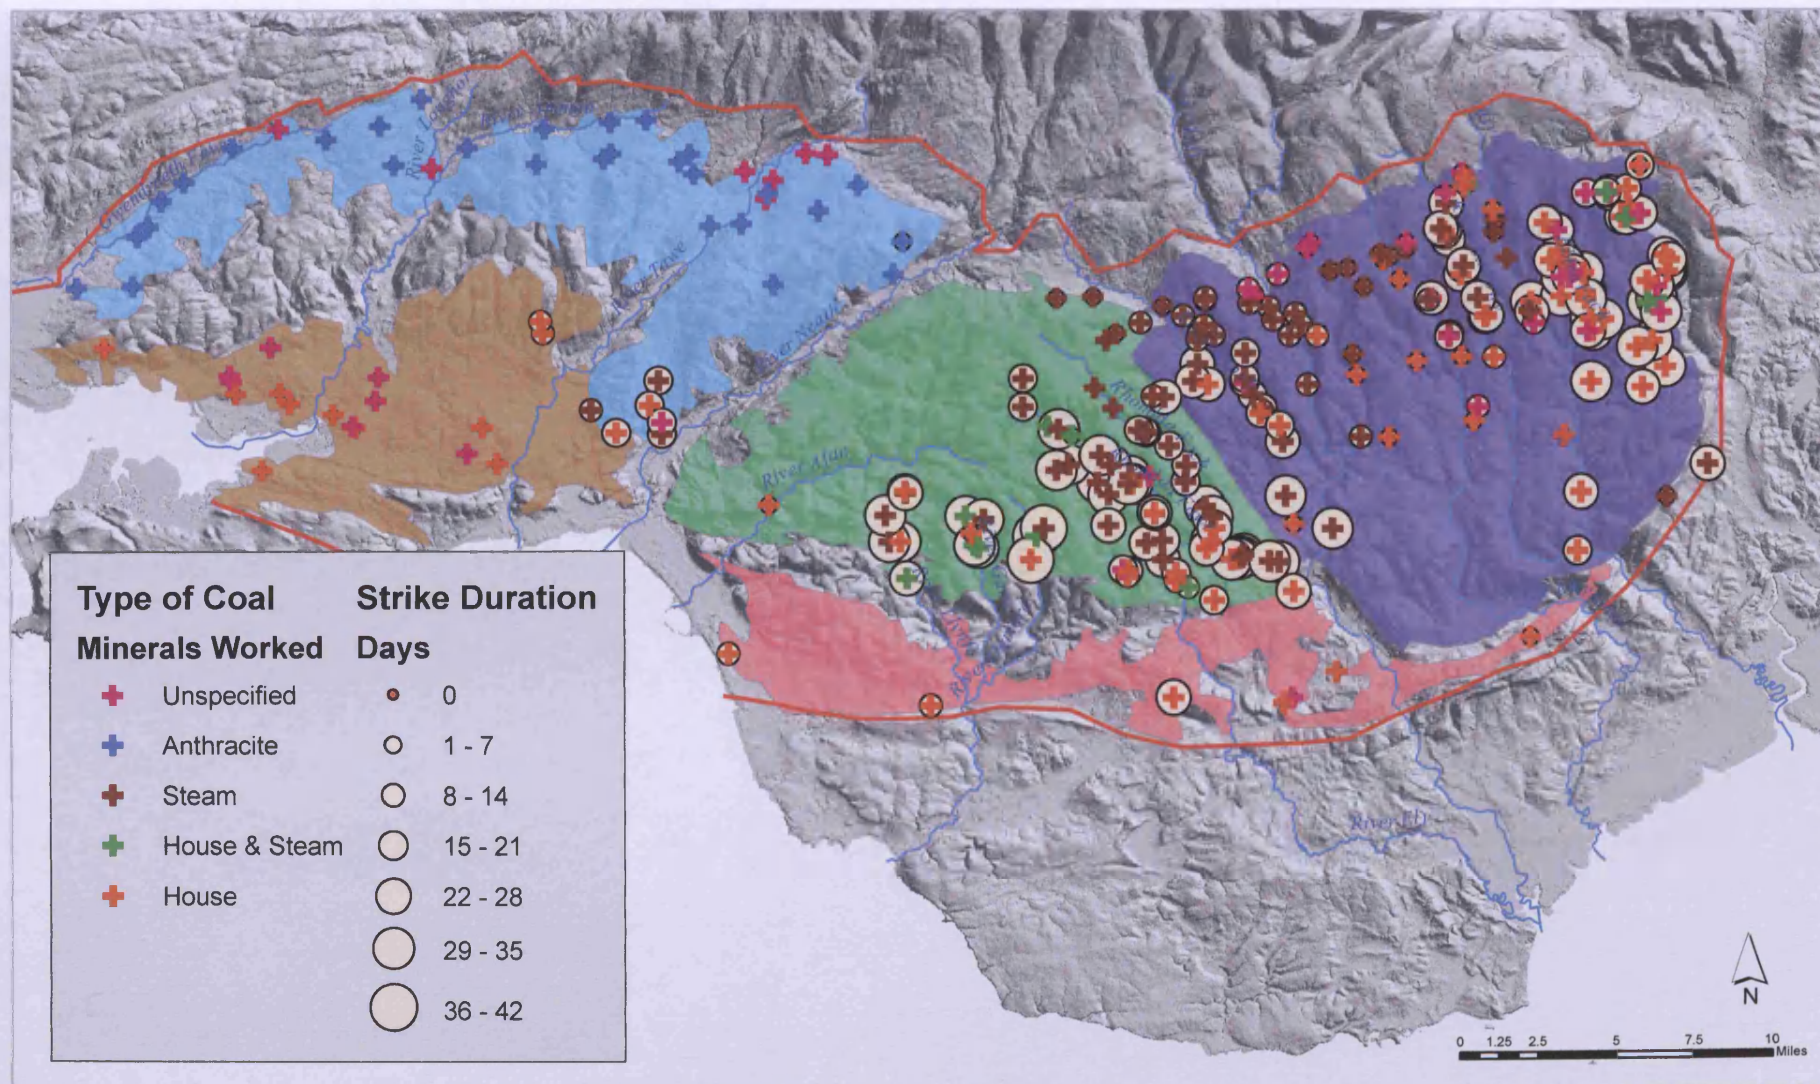 River Loughor
River Tawe
River Neath
River Afan
River Ely
Type of Coal
Minerals Worked
Unspecified
Anthracite
Steam
House & Steam
House
Strike Duration
Days
0
1 - 7
8 - 14
15 - 21
22 - 28
29 - 35
36 - 42
N
0 1.25 2.5 5 7.5 10
Miles